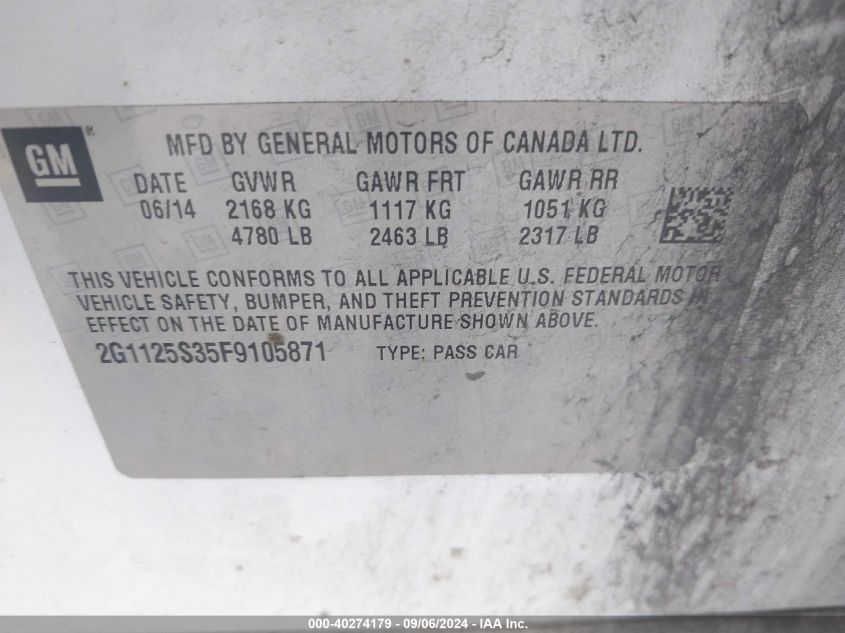 GM ®
MFD BY GENERAL MOTORS OF CANADA LTD.
DATE GVWR GAWR FRT GAWR RR
06/14 2168 KG 1117 KG 1051 KG
4780 LB 2463 LB 2317 LB
THIS VEHICLE CONFORMS TO ALL APPLICABLE U.S. FEDERAL MOTOR
VEHICLE SAFETY, BUMPER, AND THEFT PREVENTION STANDARDS IN
EFFECT ON THE DATE OF MANUFACTURE SHOWN ABOVE.
2G1125S35F9105871 TYPE: PASS CAR
000-40274179 - 09/06/2024 - IAA Inc.